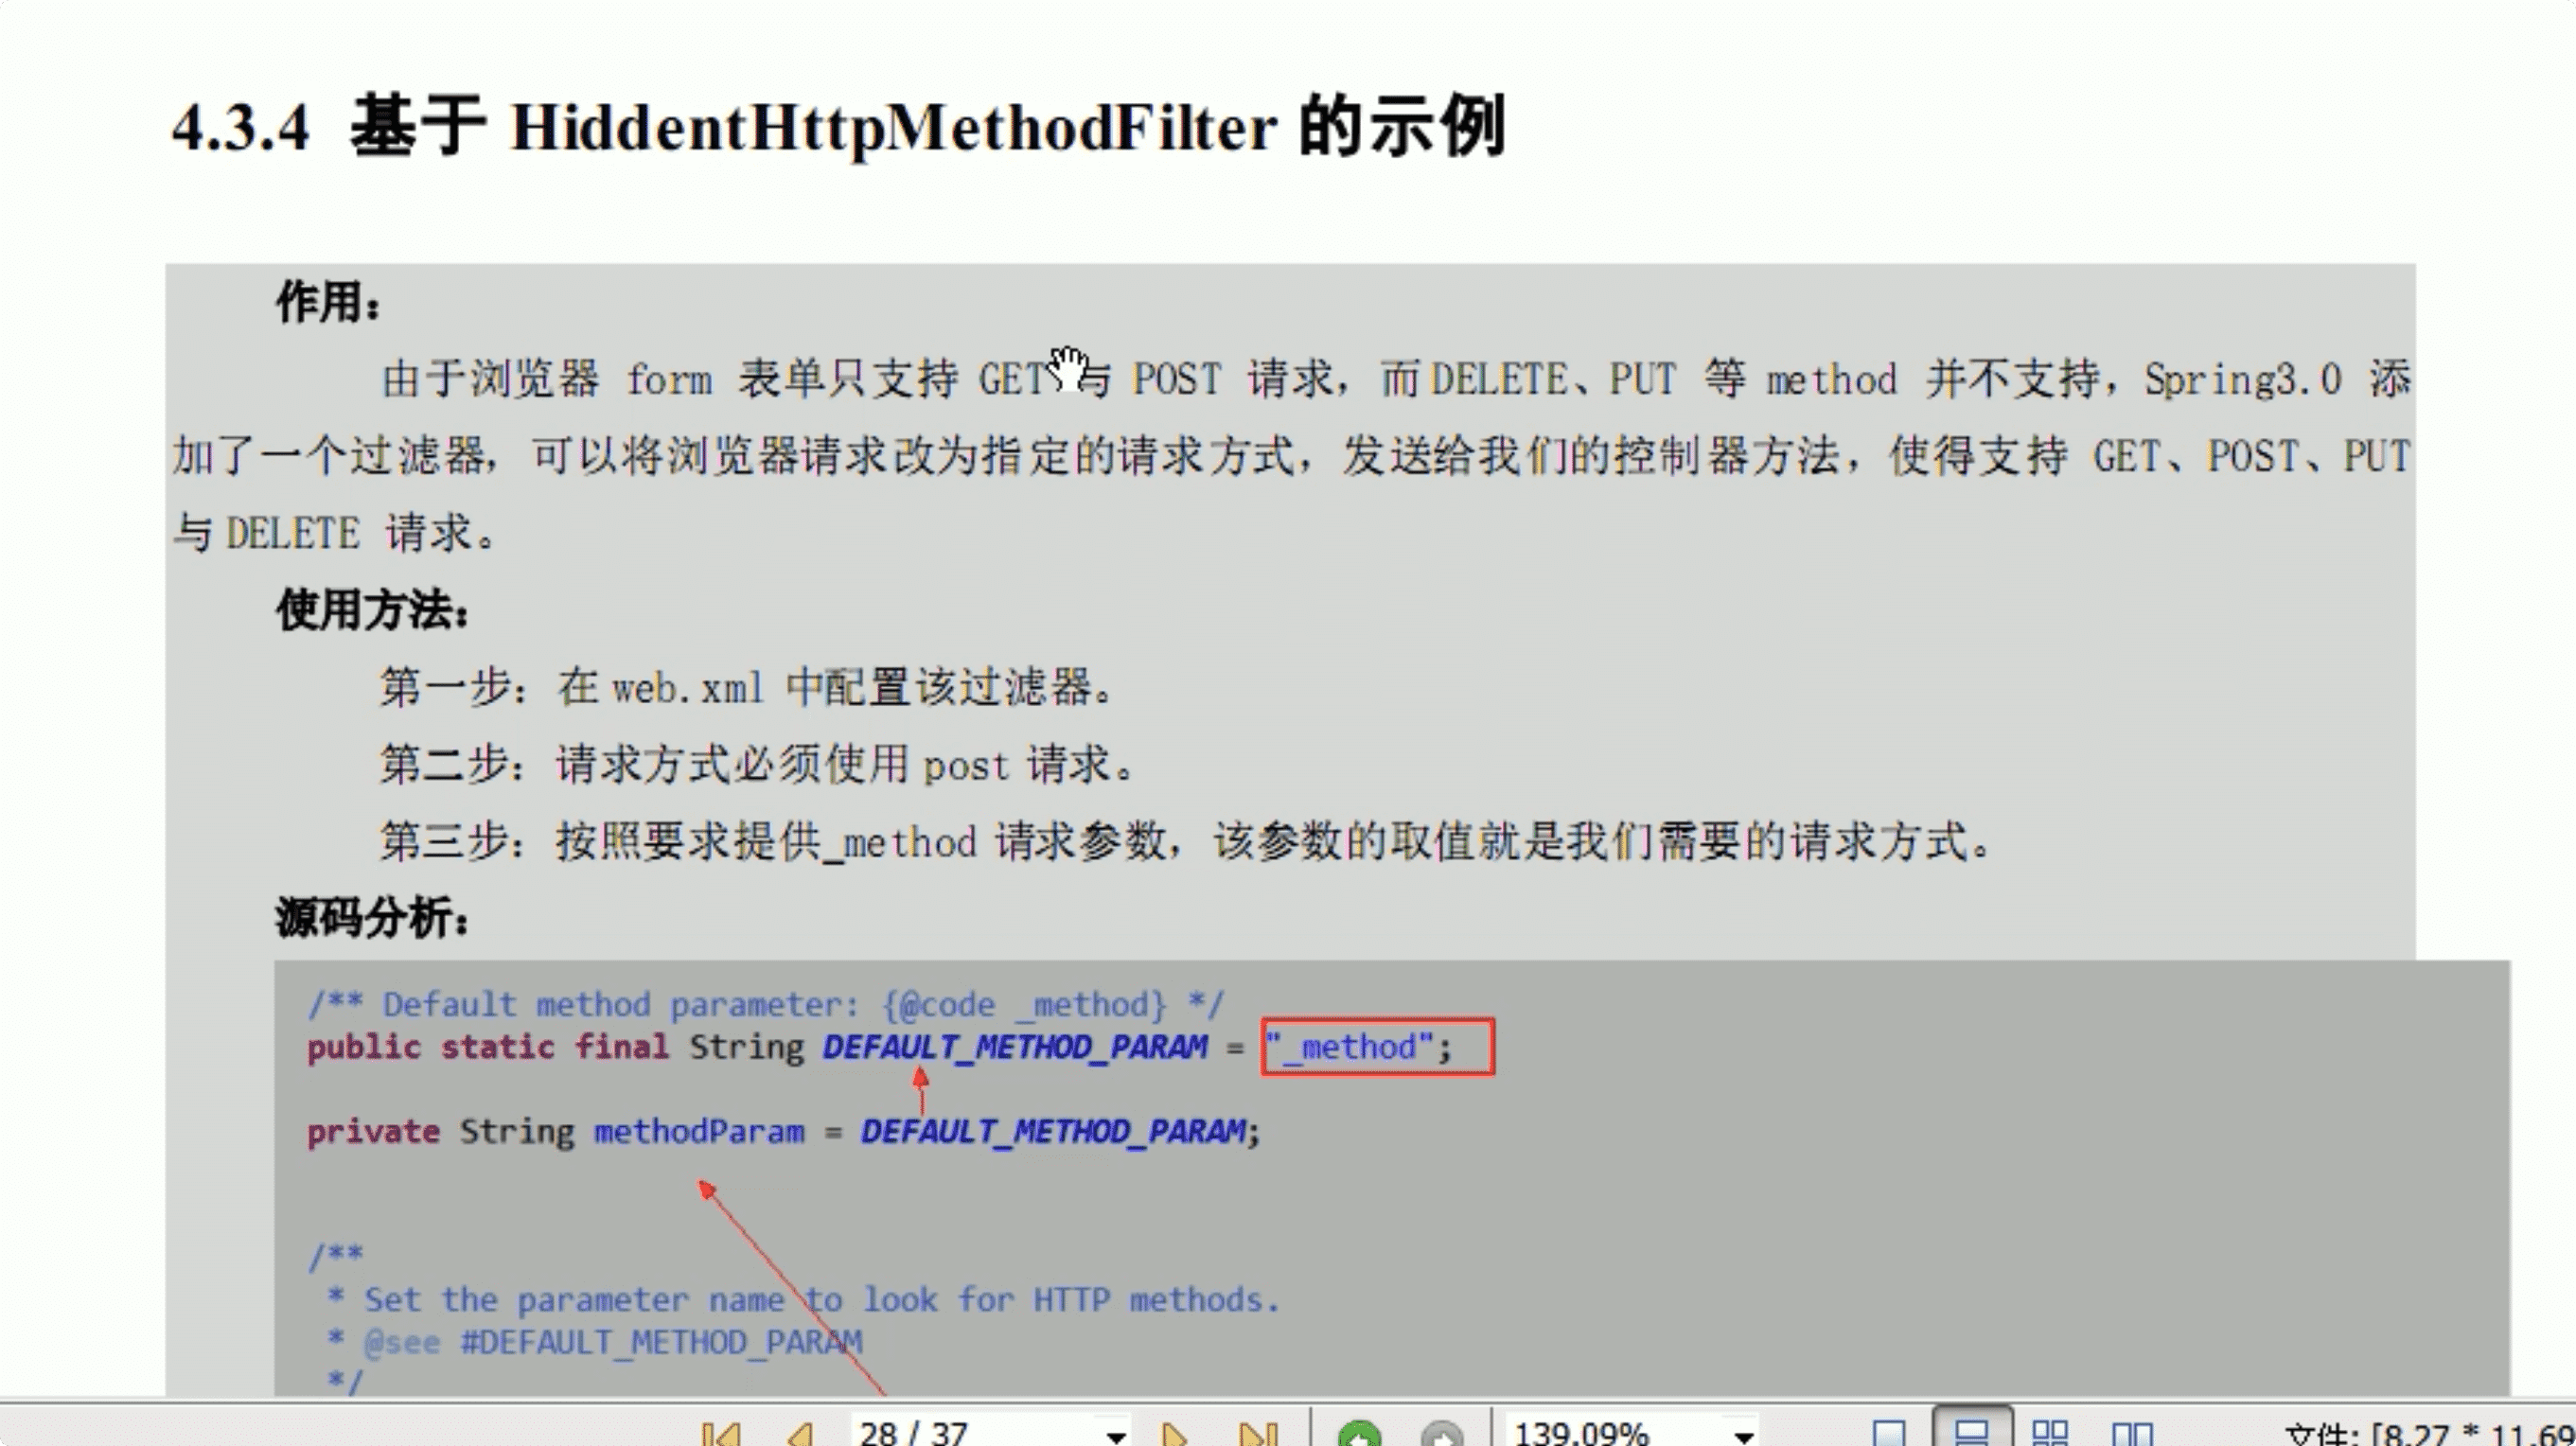 4.3.4 基于 HiddentHttpMethodFilter 的示例
作用：
由于浏览器 form 表单只支持 GET 与 POST 请求，而 DELETE、PUT 等 method 并不支持，Spring3.0 添
加了一个过滤器，可以将浏览器请求改为指定的请求方式，发送给我们的控制器方法，使得支持 GET、POST、PUT
与 DELETE 请求。
使用方法：
第一步：在 web.xml 中配置该过滤器。
第二步：请求方式必须使用 post 请求。
第三步：按照要求提供_method 请求参数，该参数的取值就是我们需要的请求方式。
源码分析：
/** Default method parameter: {@code _method} */
public static final String DEFAULT_METHOD_PARAM = "_method";
private String methodParam = DEFAULT_METHOD_PARAM;
/**
* Set the parameter name to look for HTTP methods.
* @see #DEFAULT_METHOD_PARAM
*/
28 / 37 139.09% 文件: [8.27 * 11.69